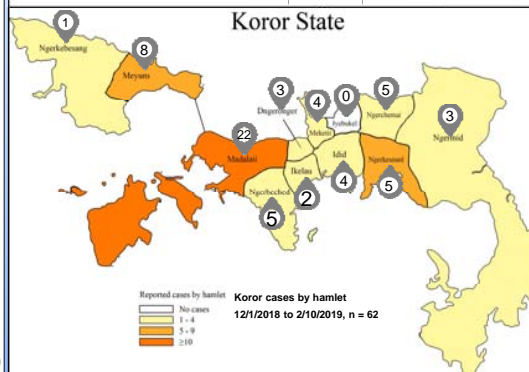 Koror State
1
Ngerkebesang
8
Meyuns
3
Dngeronger
4
Meketii
0
Iyebukel
5
Ngerchemai
3
Ngermid
22
Madalaii
Ikelau
Idid
Ngerkesoaol
Ngerbeched
5
2
4
5
Reported cases by hamlet
No cases
1 - 4
5 - 9
≥10
Koror cases by hamlet
12/1/2018 to 2/10/2019, n = 62